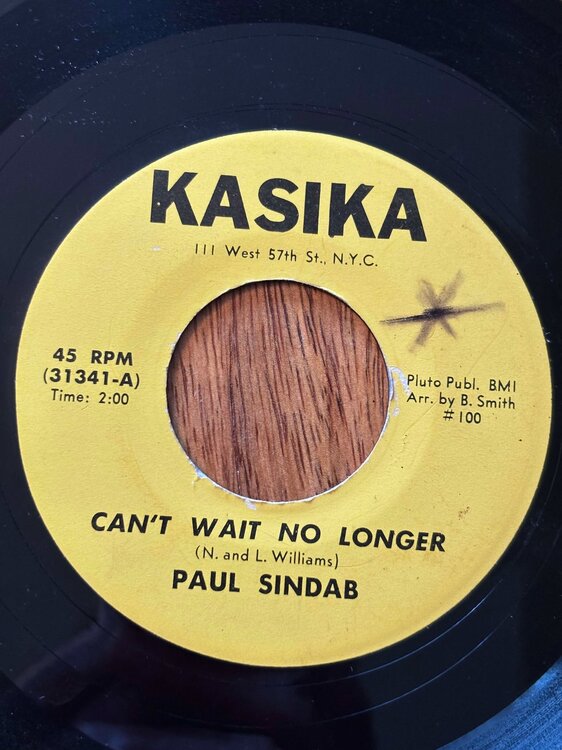 KASIKA
111 West 57th St., N.Y.C.
45 RPM
(31341-A)
Time: 2:00
Pluto Publ. BMI
Arr. by B. Smith
#100
CAN'T WAIT NO LONGER
(N. and L. Williams)
PAUL SINDAB